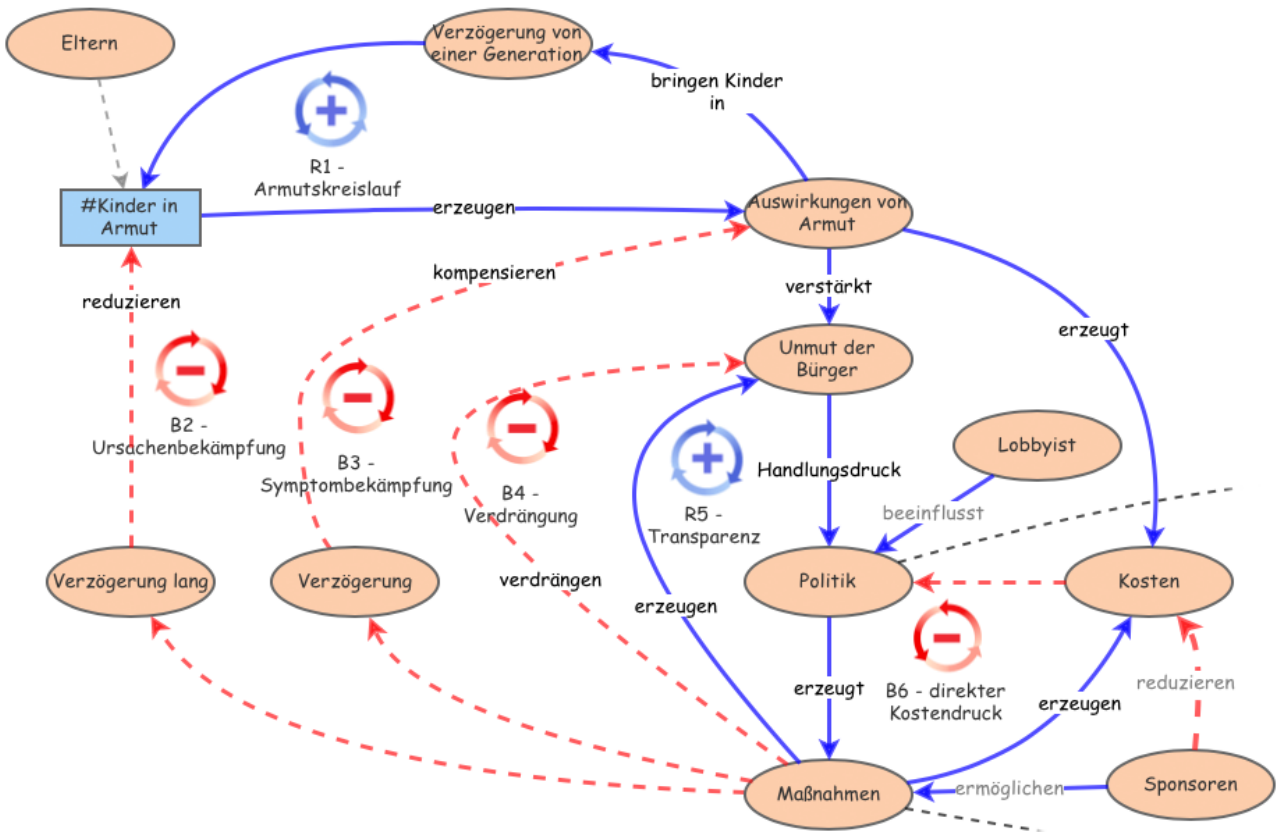 Eltern
Verzögerung von
einer Generation
bringen Kinder
in
R1 -
Armutskreislauf
#Kinder in
Armut
erzeugen
Auswirkungen von
Armut
kompensieren
verstärkt
reduzieren
erzeugt
Unmut der
Bürger
B2 -
Ursachenbekämpfung
B3 -
Symptombekämpfung
B4 -
Verdrängung
R5 -
Transparenz
Handlungsdruck
Lobbyist
beeinflusst
Verzögerung lang
Verzögerung
verdrängen
Politik
Kosten
erzeugen
erzeugt
B6 - direkter
Kostendruck
reduzieren
erzeugen
Maßnahmen
ermöglichen
Sponsoren